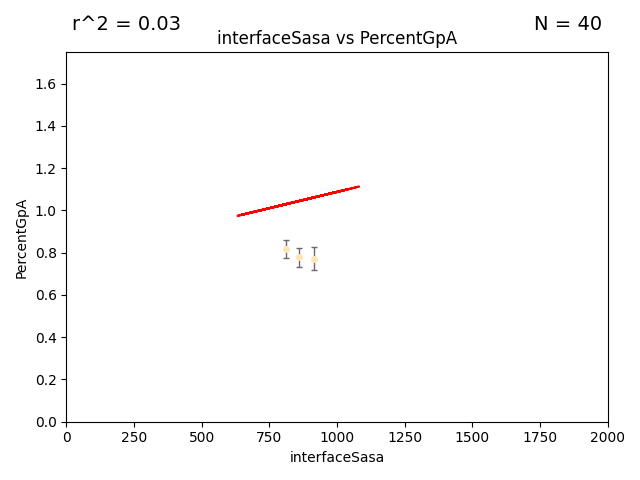 r^2 = 0.03
N = 40
interfaceSasa vs PercentGpA
PercentGpA
1.6
1.4
1.2
1.0
0.8
0.6
0.4
0.2
0.0
0 250 500 750 1000 1250 1500 1750 2000
interfaceSasa